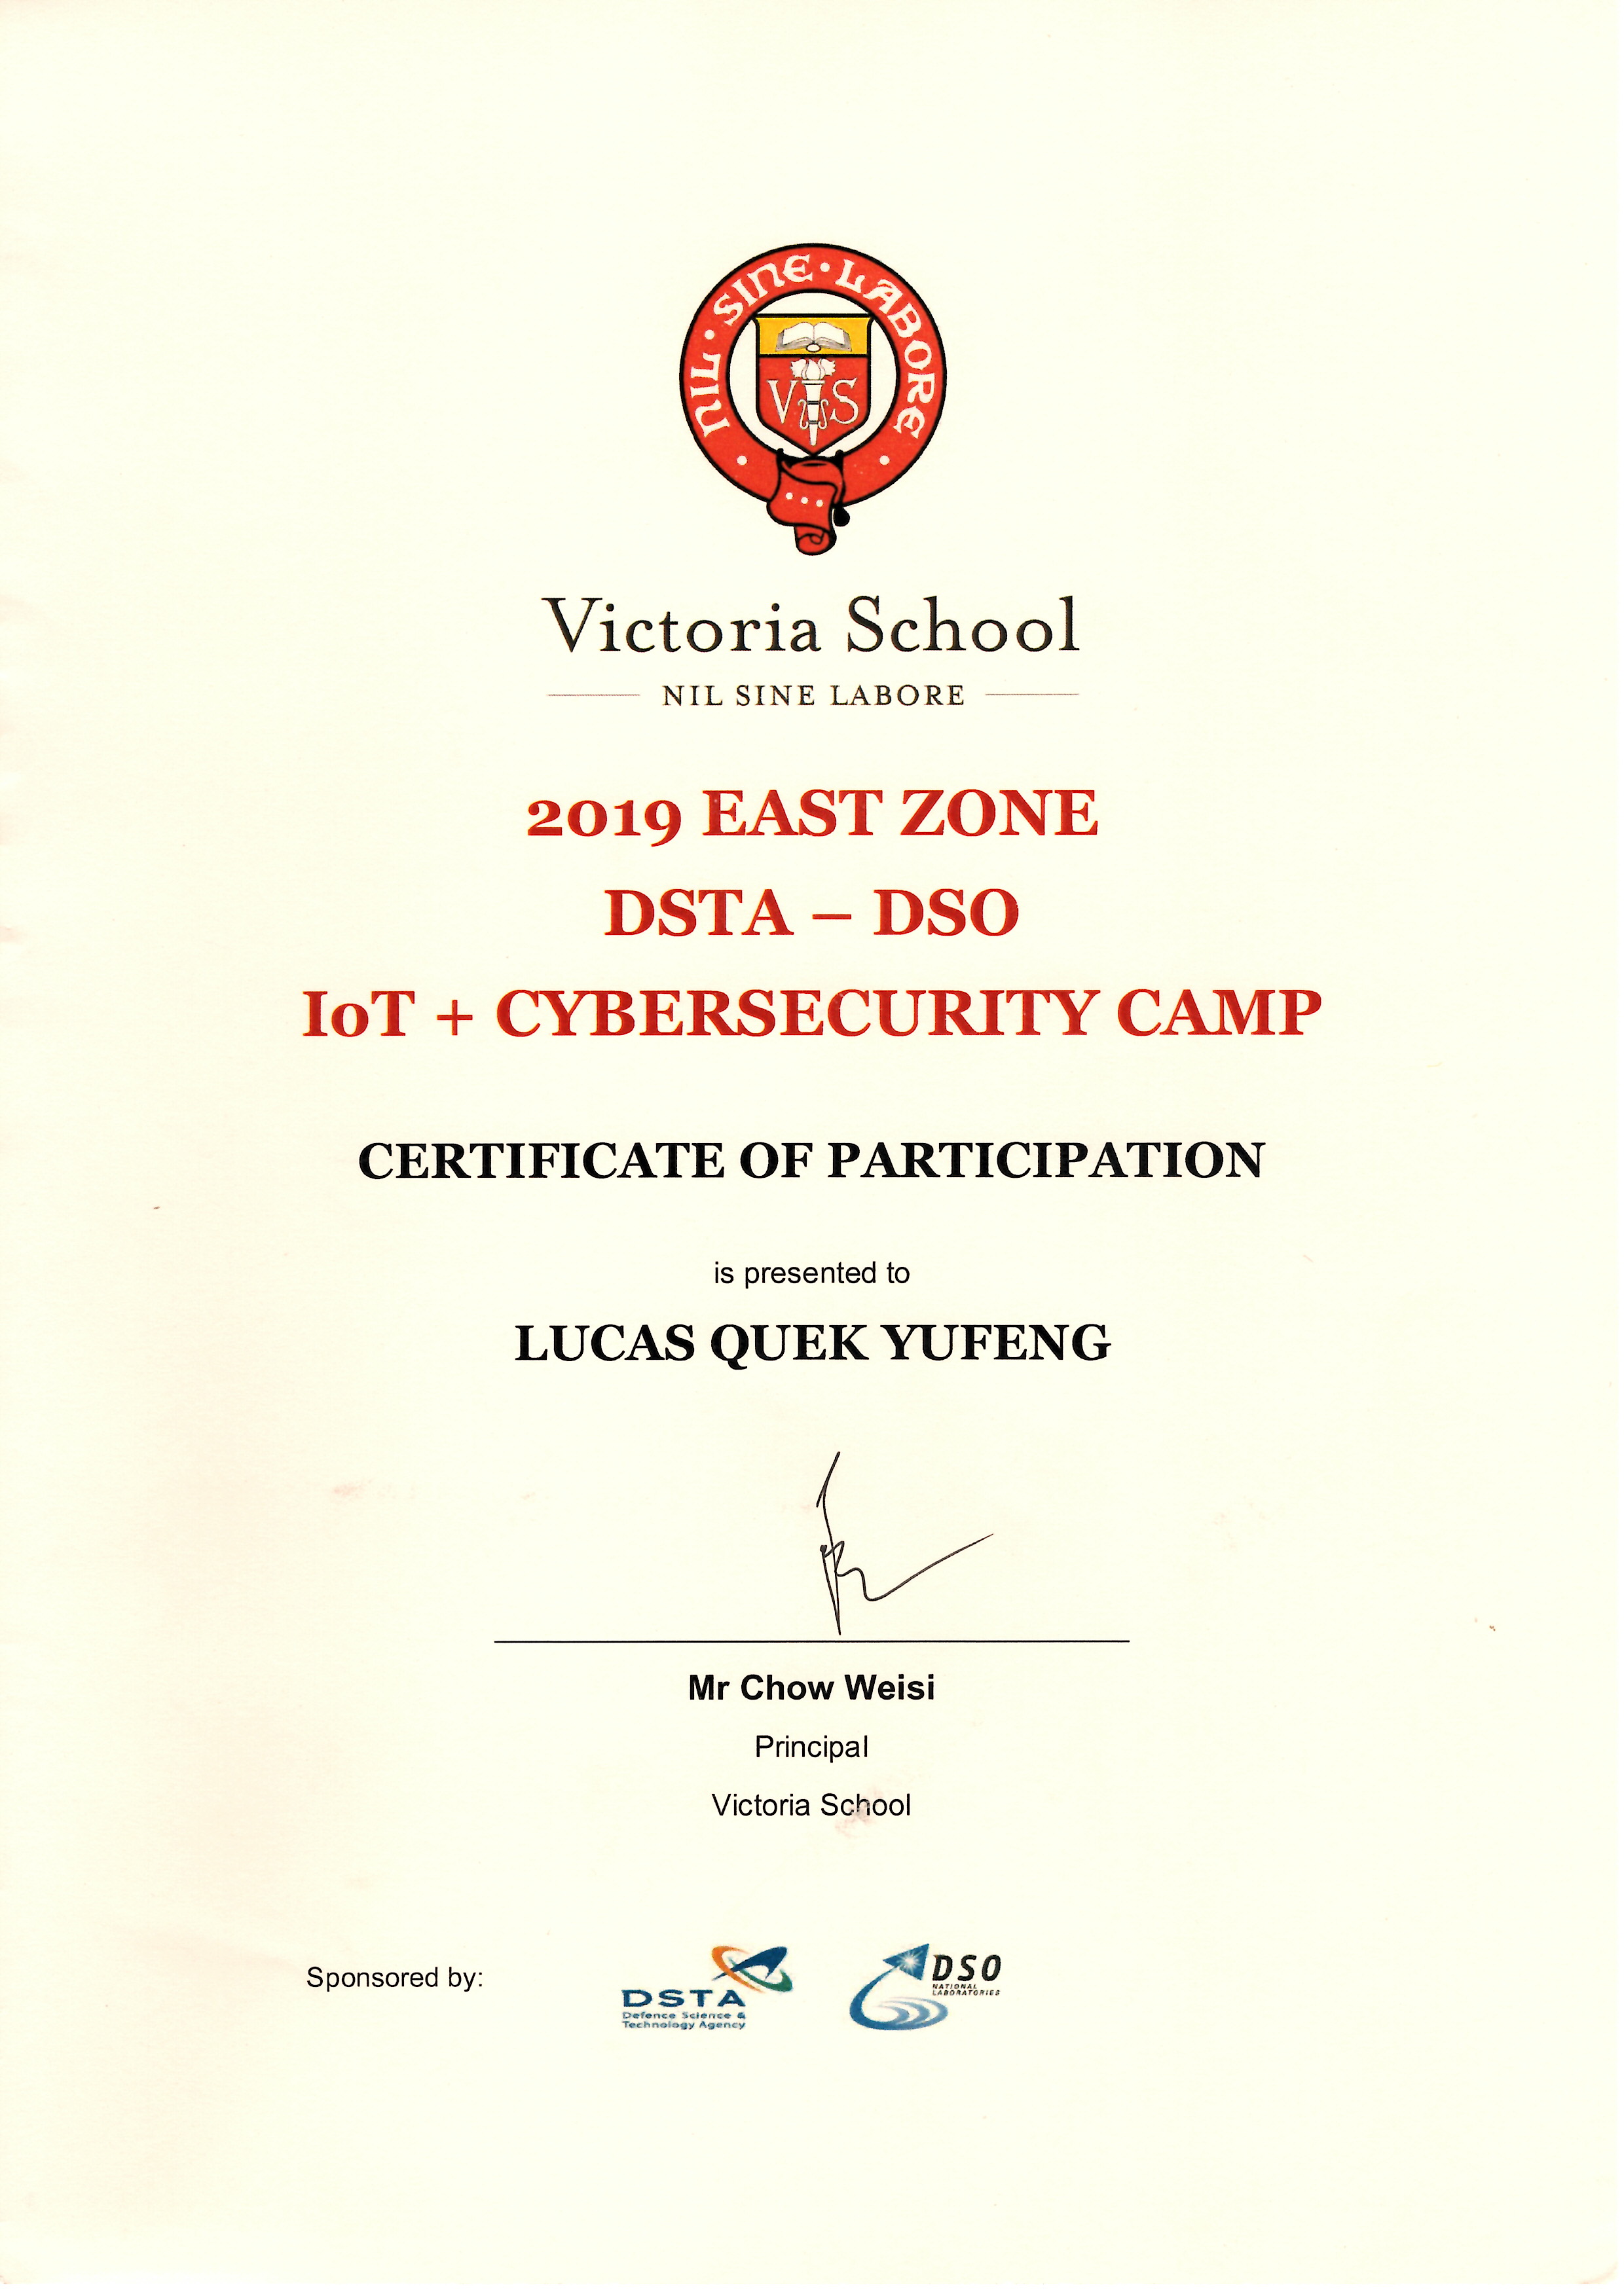 NIL · SINE · LABORE
V S
Victoria School
NIL SINE LABORE
2019 EAST ZONE
DSTA – DSO
IoT + CYBERSECURITY CAMP
CERTIFICATE OF PARTICIPATION
is presented to
LUCAS QUEK YUFENG
Mr Chow Weisi
Principal
Victoria School
Sponsored by:
DSTA
Defence Science &
Technology Agency
DSO
NATIONAL
LABORATORIES